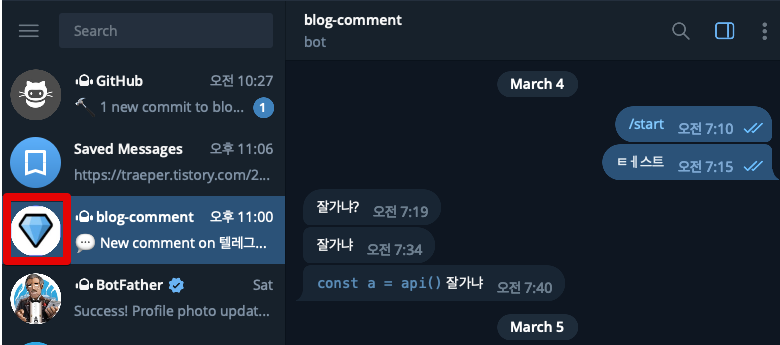 Search
GitHub 오전 10:27
1 new commit to blo... 1
Saved Messages 오후 11:06
https://traeper.tistory.com/2...
blog-comment 오후 11:00
New comment on 텔레그...
BotFather Sat
Success! Profile photo updat...
blog-comment
bot
March 4
/start 오전 7:10
ㅌㅔ스트 오전 7:15
잘가냐? 오전 7:19
잘가냐 오전 7:34
const a = api() 잘가냐 오전 7:40
March 5